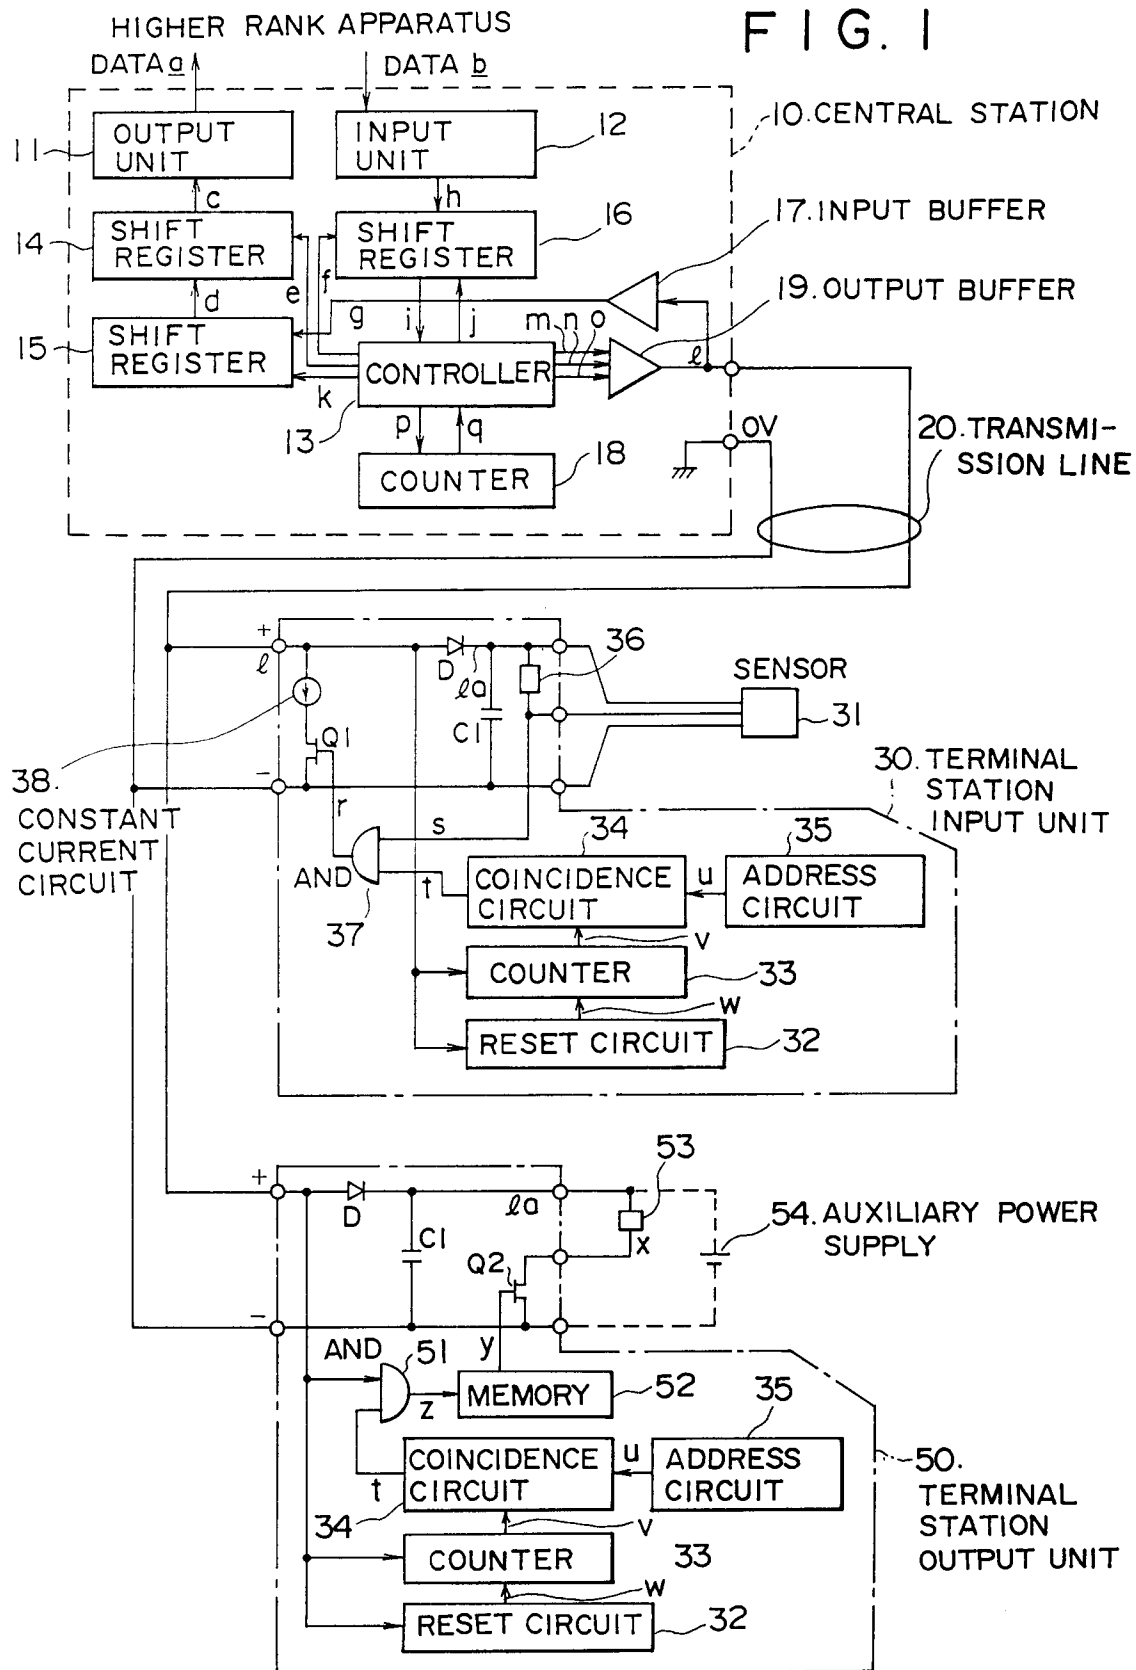 FIG. 1
HIGHER RANK APPARATUS
DATA a
DATA b
10. CENTRAL STATION
11
OUTPUT
UNIT
INPUT
UNIT
12
c
h
17. INPUT BUFFER
14
SHIFT
REGISTER
SHIFT
REGISTER
16
d
e
f
g
i
j
m n o
19. OUTPUT BUFFER
15
SHIFT
REGISTER
k
CONTROLLER
ℓ
13
p
q
18
COUNTER
0V
20. TRANSMI-
SSION LINE
+
ℓ
D
ℓa
C1
36
SENSOR
31
Q1
−
38.
CONSTANT
CURRENT
CIRCUIT
r
s
30. TERMINAL
STATION
INPUT UNIT
AND
37
t
34
COINCIDENCE
CIRCUIT
u
35
ADDRESS
CIRCUIT
v
COUNTER
33
w
RESET CIRCUIT
32
+
D
ℓa
53
C1
Q2
x
54. AUXILIARY POWER
SUPPLY
−
AND
51
y
z
MEMORY
52
t
COINCIDENCE
CIRCUIT
34
u
35
ADDRESS
CIRCUIT
50.
TERMINAL
STATION
OUTPUT UNIT
v
COUNTER
33
w
RESET CIRCUIT
32